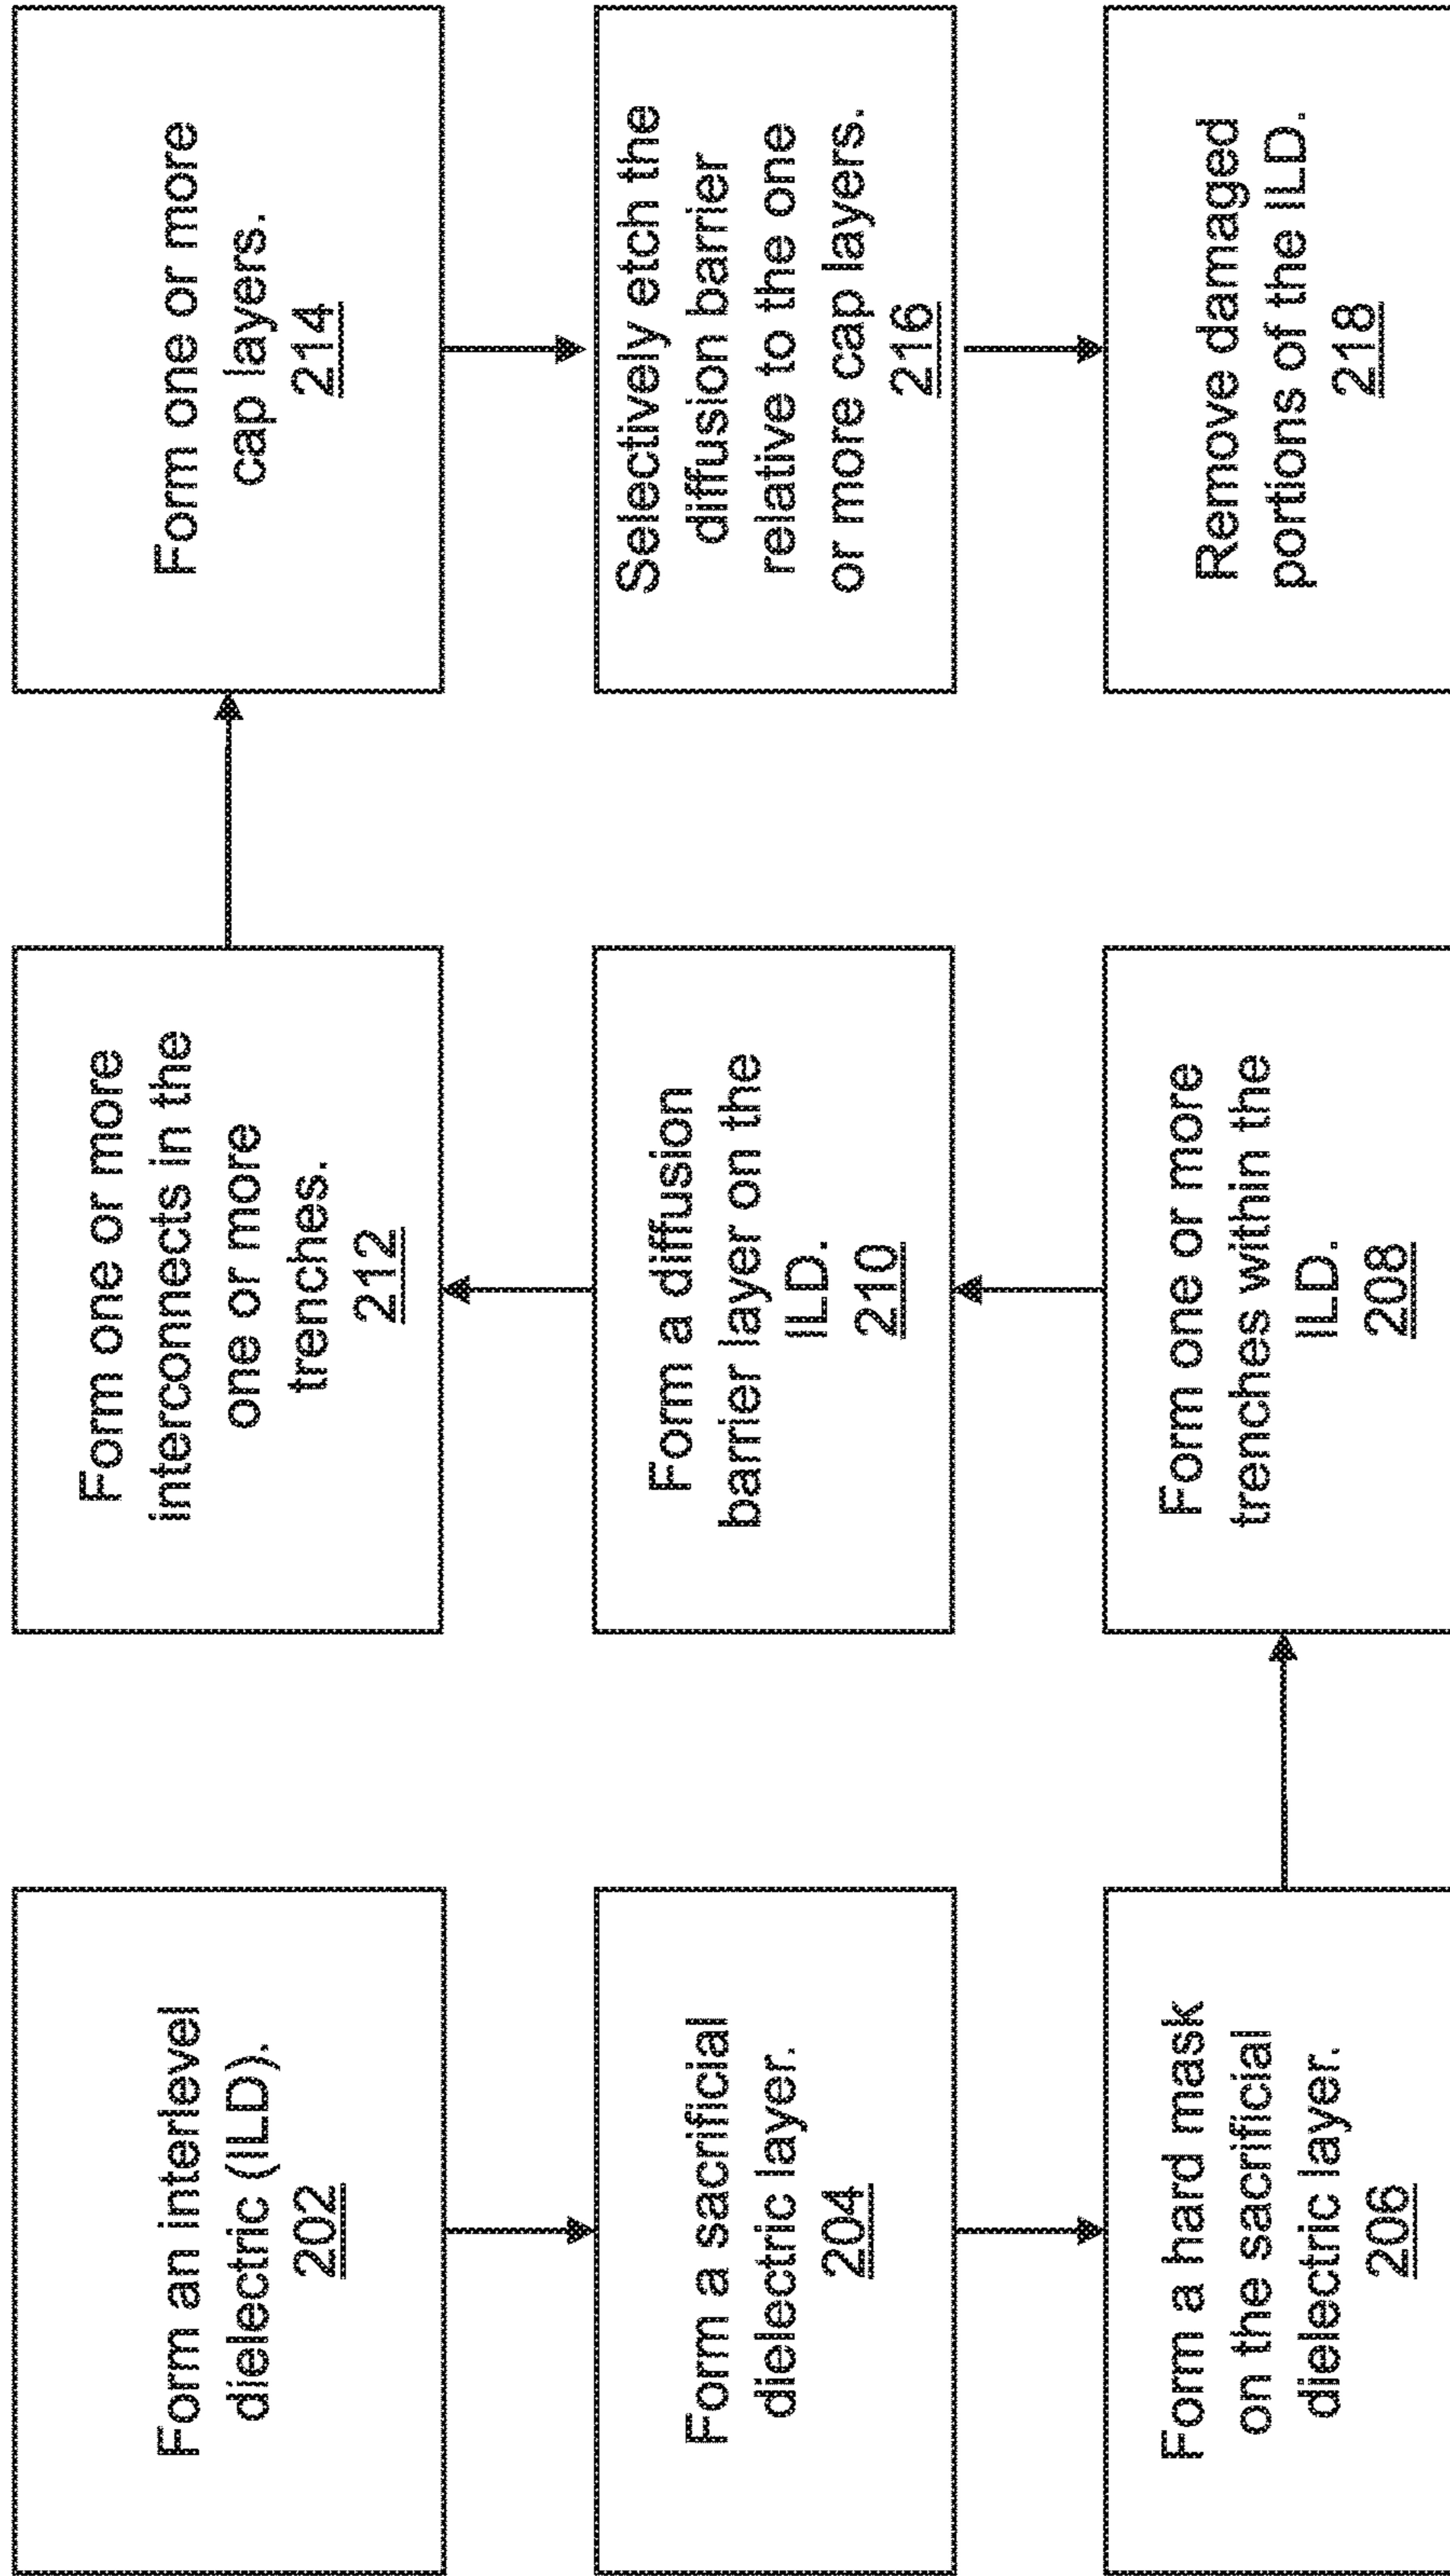 Form an interlevel
dielectric (ILD).
202
Form a sacrificial
dielectric layer.
204
Form a hard mask
on the sacrificial
dielectric layer.
206
Form one or more
trenches within the
ILD.
208
Form a diffusion
barrier layer on the
ILD.
210
Form one or more
interconnects in the
one or more
trenches.
212
Form one or more
cap layers.
214
Selectively etch the
diffusion barrier
relative to the one
or more cap layers.
216
Remove damaged
portions of the ILD.
218